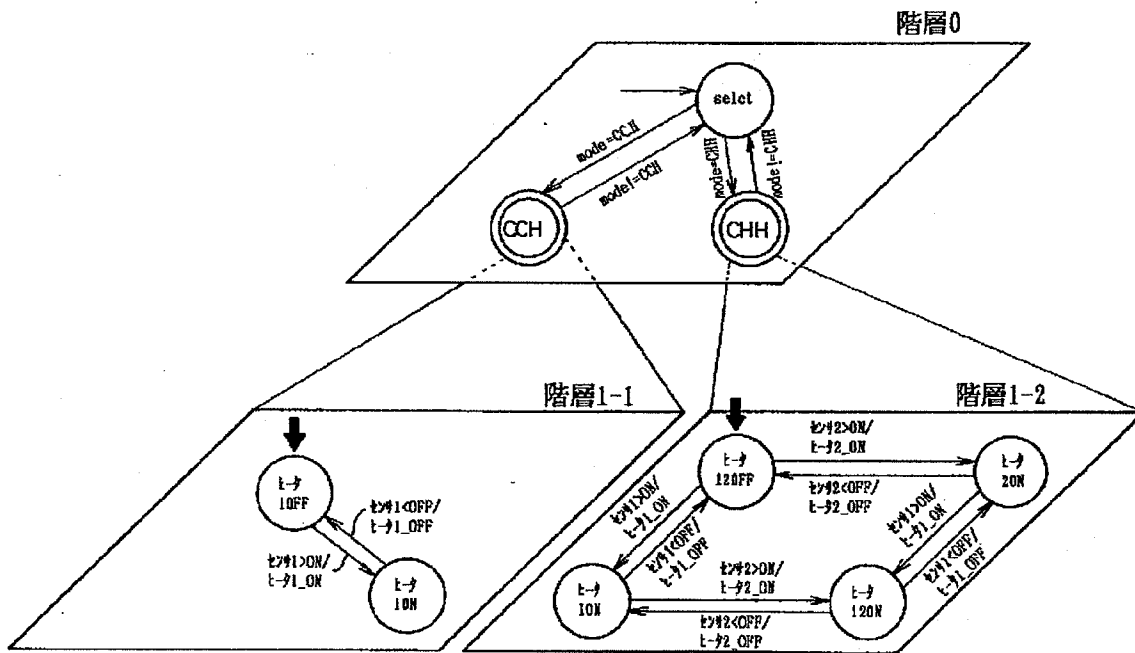 階層0
selct
mode=CCH
mode!=CCH
mode=CHH
mode!=CHH
CCH
CHH
階層1-1
ヒータ
1OFF
センサ1<OFF/
ヒータ1_OFF
センサ1>ON/
ヒータ1_ON
ヒータ
1ON
階層1-2
ヒータ
12OFF
センサ2>ON/
ヒータ2_ON
センサ2<OFF/
ヒータ2_OFF
ヒータ
2ON
センサ1>ON/
ヒータ1_ON
センサ1<OFF/
ヒータ1_OFF
センサ1>ON/
ヒータ1_ON
センサ1<OFF/
ヒータ1_OFF
ヒータ
1ON
センサ2>ON/
ヒータ2_ON
センサ2<OFF/
ヒータ2_OFF
ヒータ
12ON